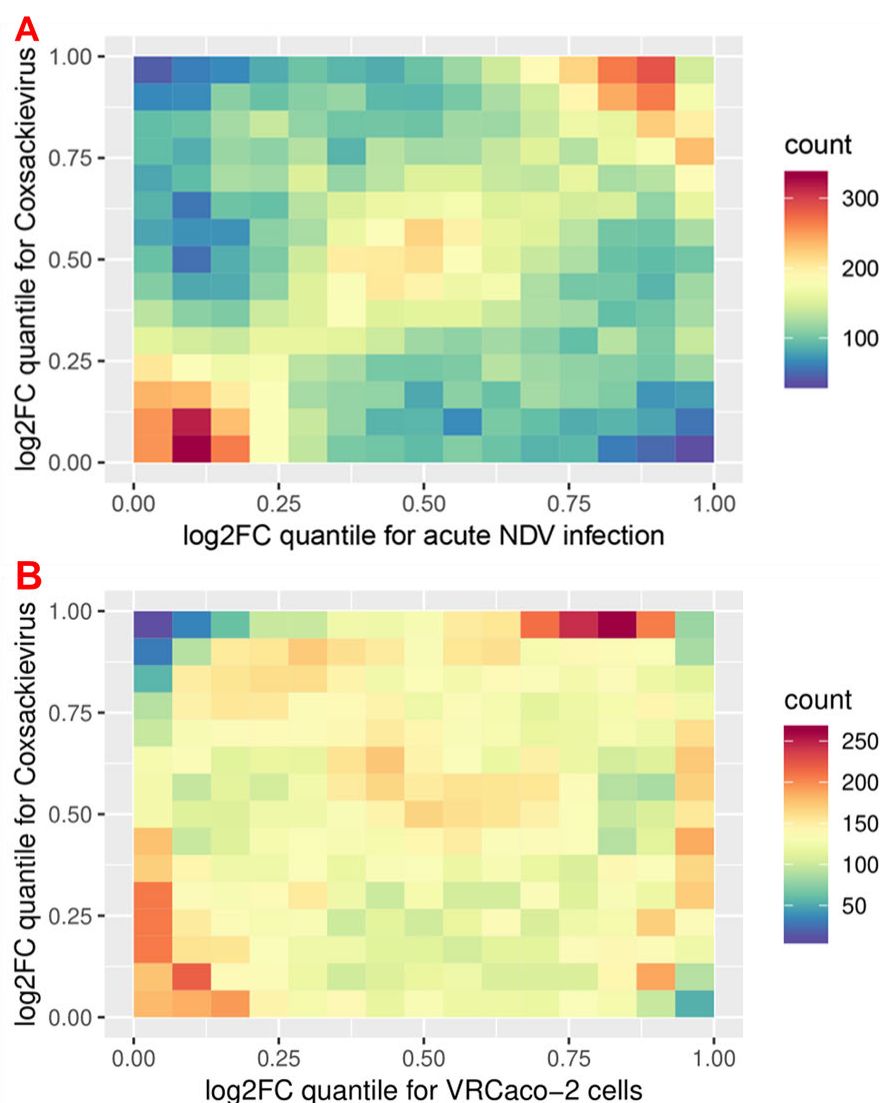 A
log2FC quantile for Coxsackievirus
1.00
0.75
0.50
0.25
0.00
0.00 0.25 0.50 0.75 1.00
log2FC quantile for acute NDV infection
count
300
200
100
B
log2FC quantile for Coxsackievirus
1.00
0.75
0.50
0.25
0.00
0.00 0.25 0.50 0.75 1.00
log2FC quantile for VRCaco−2 cells
count
250
200
150
100
50